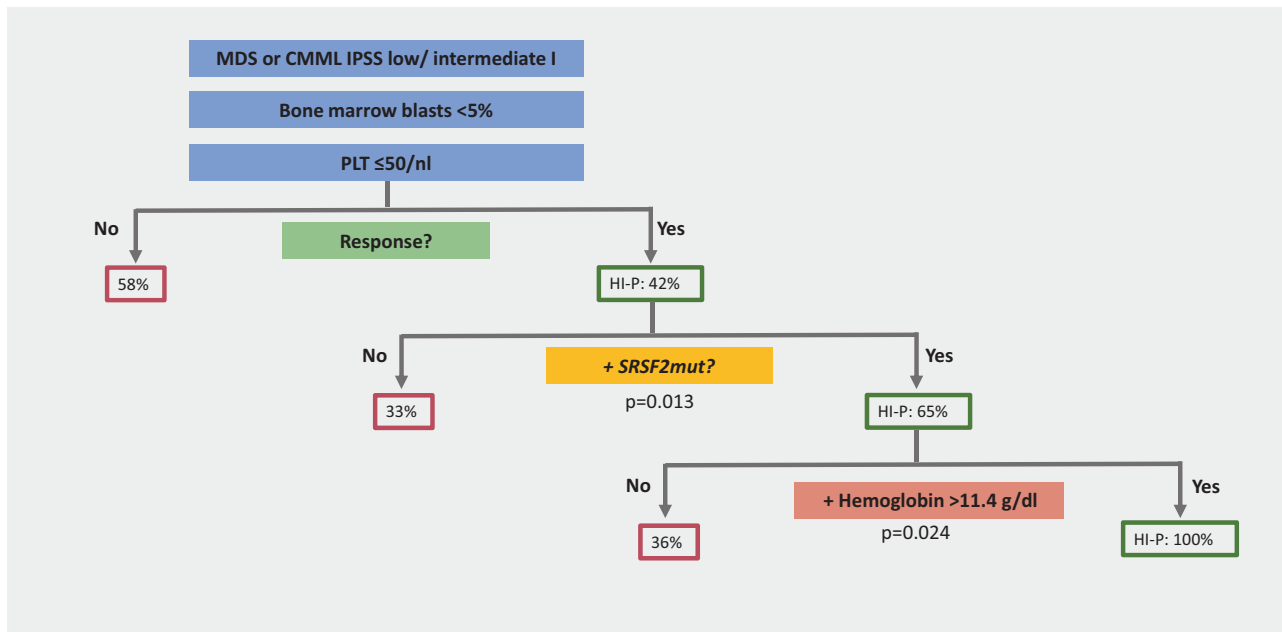 MDS or CMML IPSS low/ intermediate I
Bone marrow blasts <5%
PLT ≤50/nl
No
Response?
Yes
58%
HI-P: 42%
No
+ SRSF2mut?
Yes
33%
p=0.013
HI-P: 65%
No
+ Hemoglobin >11.4 g/dl
Yes
36%
p=0.024
HI-P: 100%